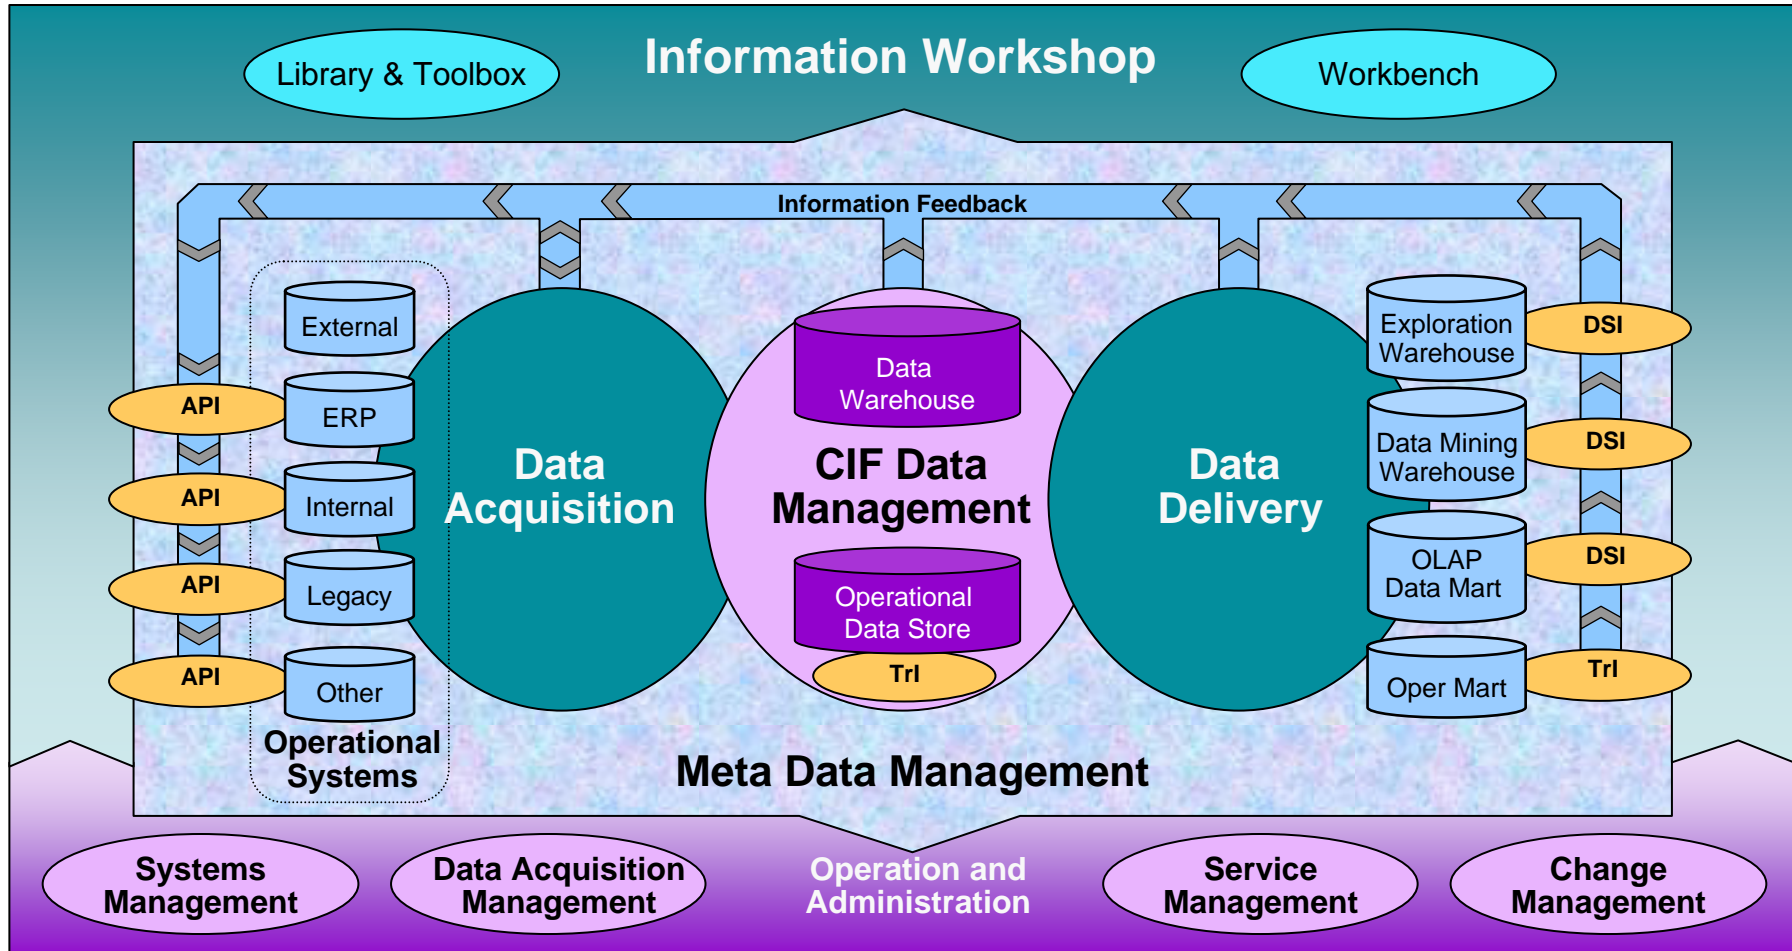 Information Workshop
Library & Toolbox
Workbench
Information Feedback
External
ERP
Internal
Legacy
Other
Operational
Systems
API
API
API
API
Data
Acquisition
Data
Warehouse
CIF Data
Management
Operational
Data Store
TrI
Data
Delivery
Exploration
Warehouse
Data Mining
Warehouse
OLAP
Data Mart
Oper Mart
DSI
DSI
DSI
TrI
Meta Data Management
Systems
Management
Data Acquisition
Management
Operation and
Administration
Service
Management
Change
Management